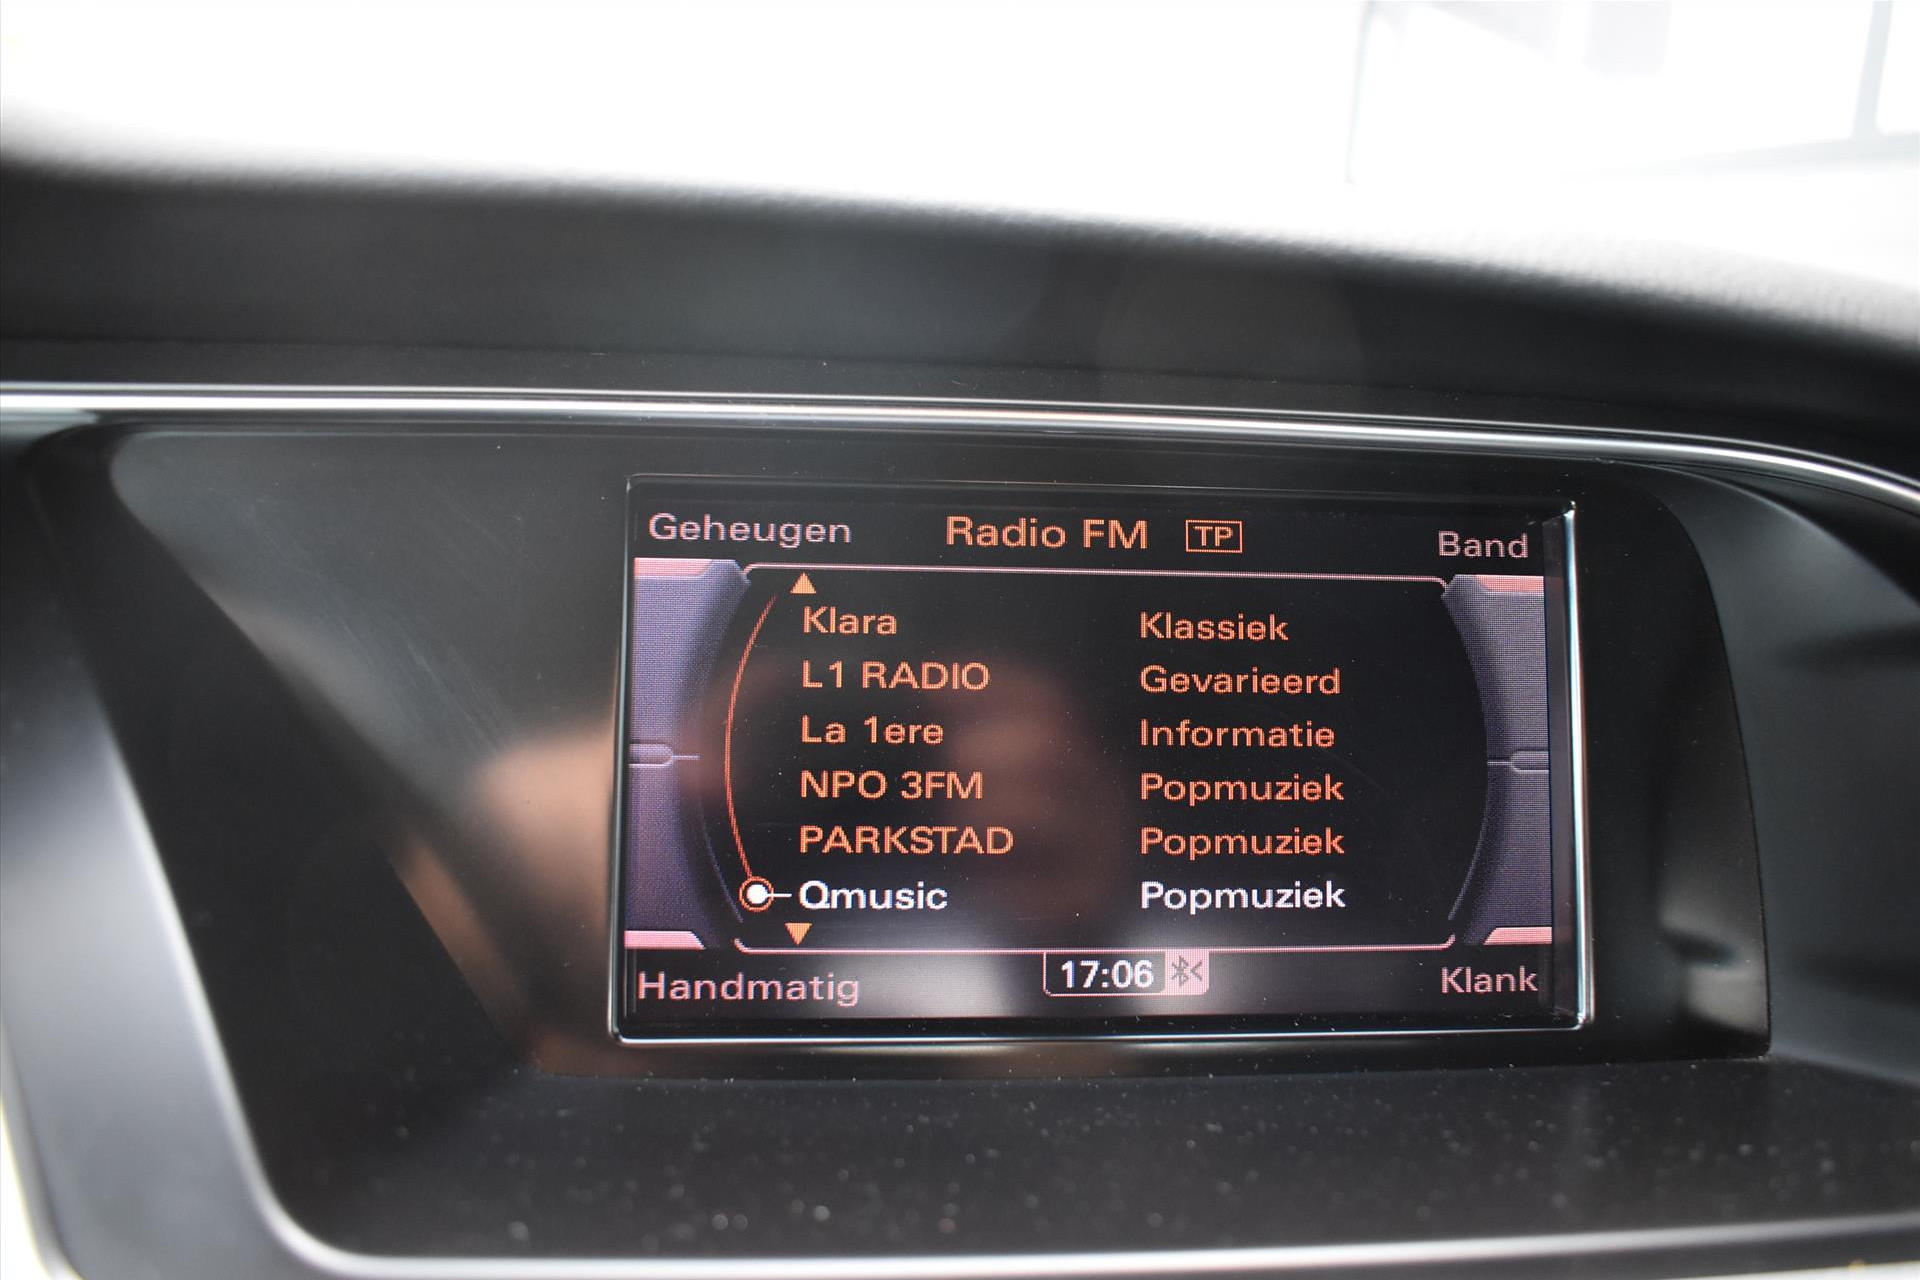 Geheugen Radio FM TP Band
Klara Klassiek
L1 RADIO Gevarieerd
La 1ere Informatie
NPO 3FM Popmuziek
PARKSTAD Popmuziek
Qmusic Popmuziek
Handmatig 17:06 Klank